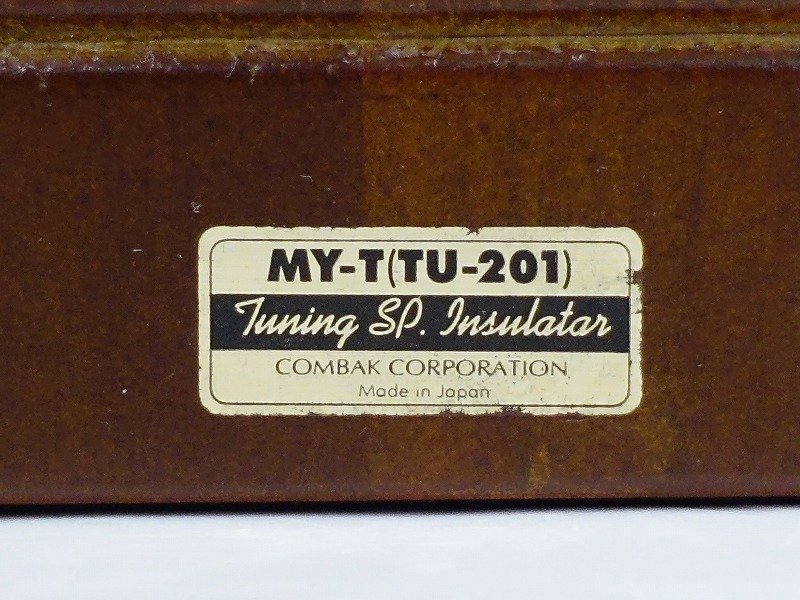 MY-T(TU-201)
Tuning SP. Insulatar
COMBAK CORPORATION
Made in Japan